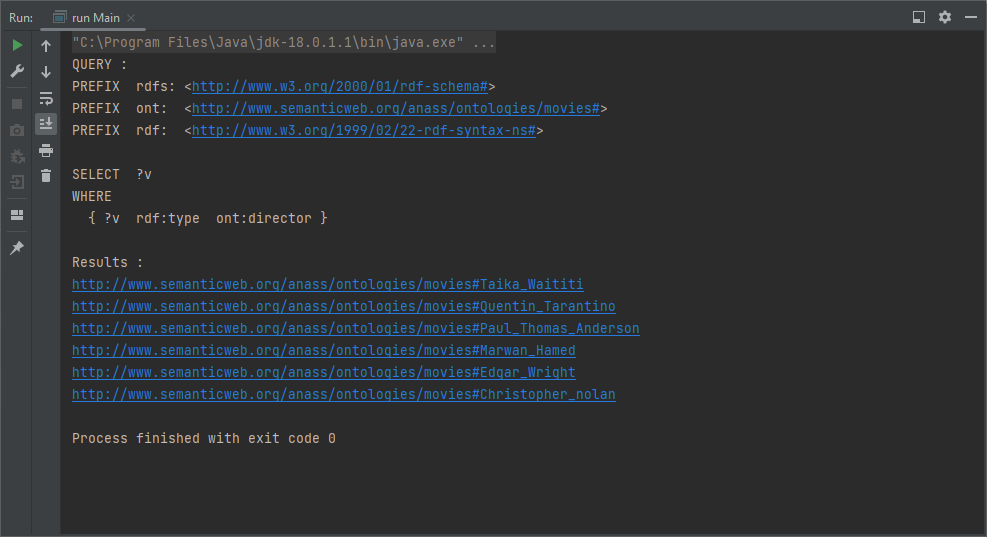 Run: run Main
"C:\Program Files\Java\jdk-18.0.1.1\bin\java.exe" ...
QUERY :
PREFIX  rdfs: <http://www.w3.org/2000/01/rdf-schema#>
PREFIX  ont:  <http://www.semanticweb.org/anass/ontologies/movies#>
PREFIX  rdf:  <http://www.w3.org/1999/02/22-rdf-syntax-ns#>
SELECT  ?v
WHERE
  { ?v  rdf:type  ont:director }
Results :
http://www.semanticweb.org/anass/ontologies/movies#Taika_Waititi
http://www.semanticweb.org/anass/ontologies/movies#Quentin_Tarantino
http://www.semanticweb.org/anass/ontologies/movies#Paul_Thomas_Anderson
http://www.semanticweb.org/anass/ontologies/movies#Marwan_Hamed
http://www.semanticweb.org/anass/ontologies/movies#Edgar_Wright
http://www.semanticweb.org/anass/ontologies/movies#Christopher_nolan
Process finished with exit code 0